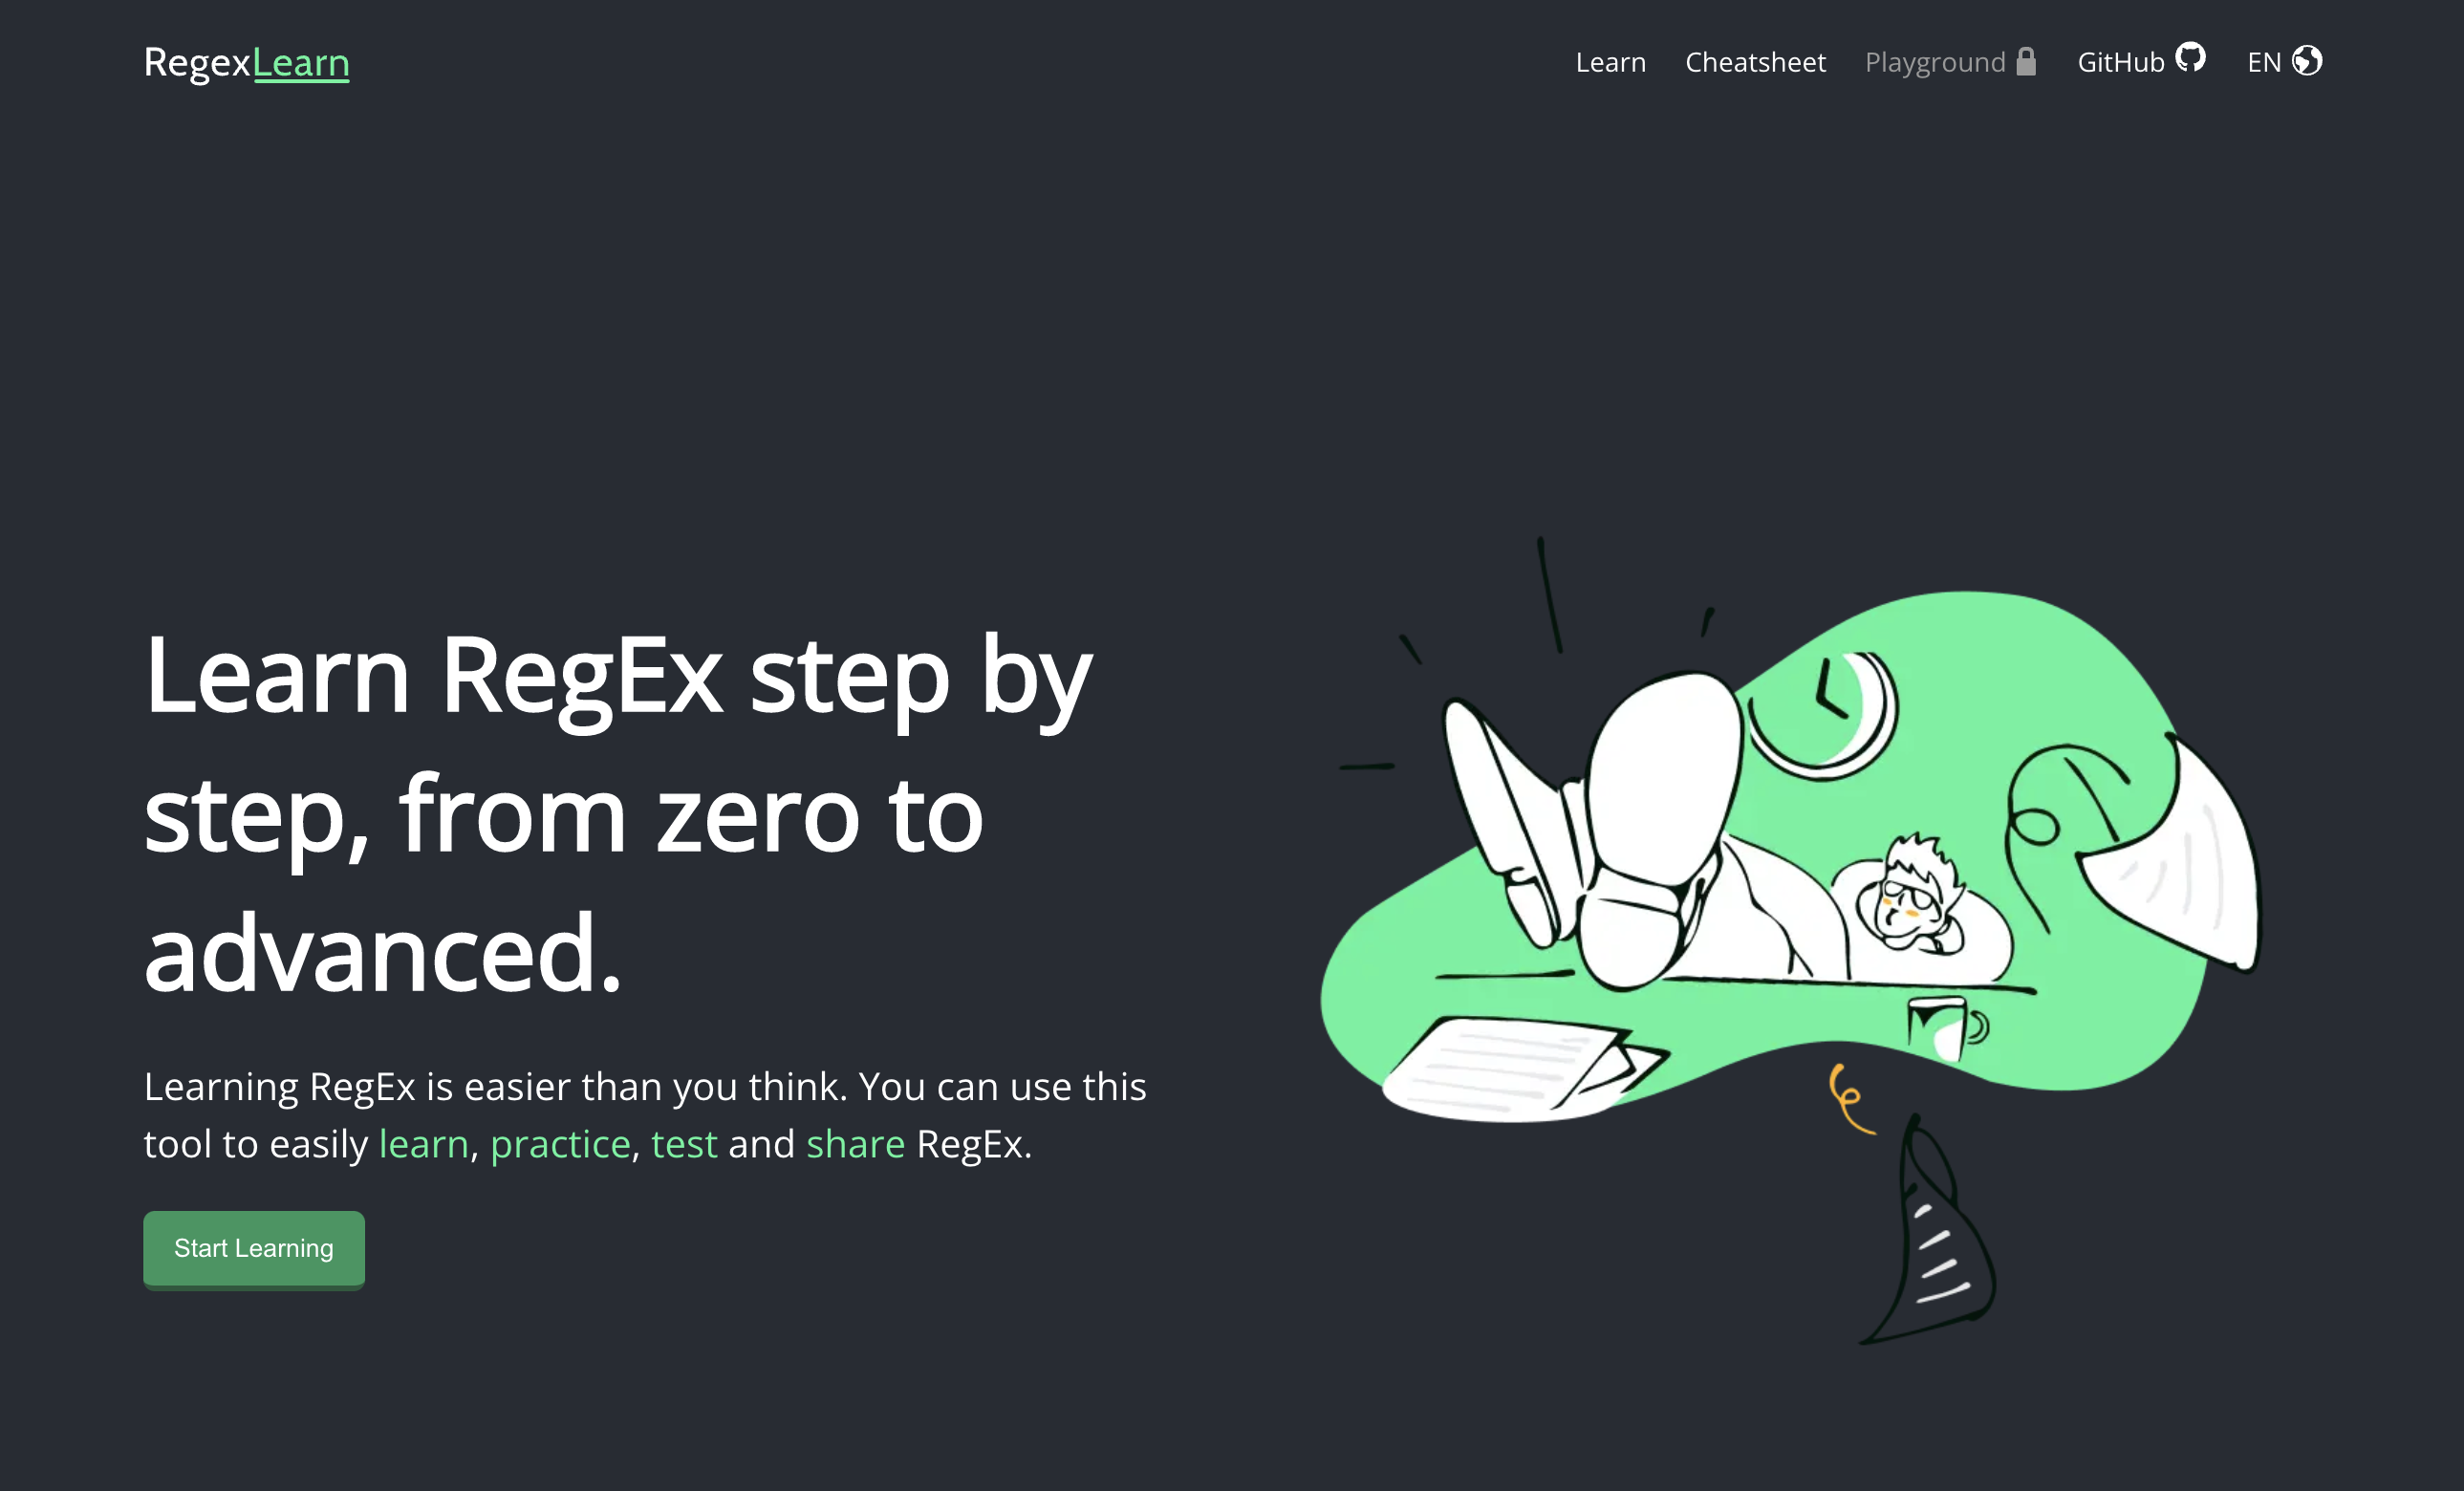 RegexLearn
Learn Cheatsheet Playground GitHub EN
Learn RegEx step by
step, from zero to
advanced.
Learning RegEx is easier than you think. You can use this
tool to easily learn, practice, test and share RegEx.
Start Learning